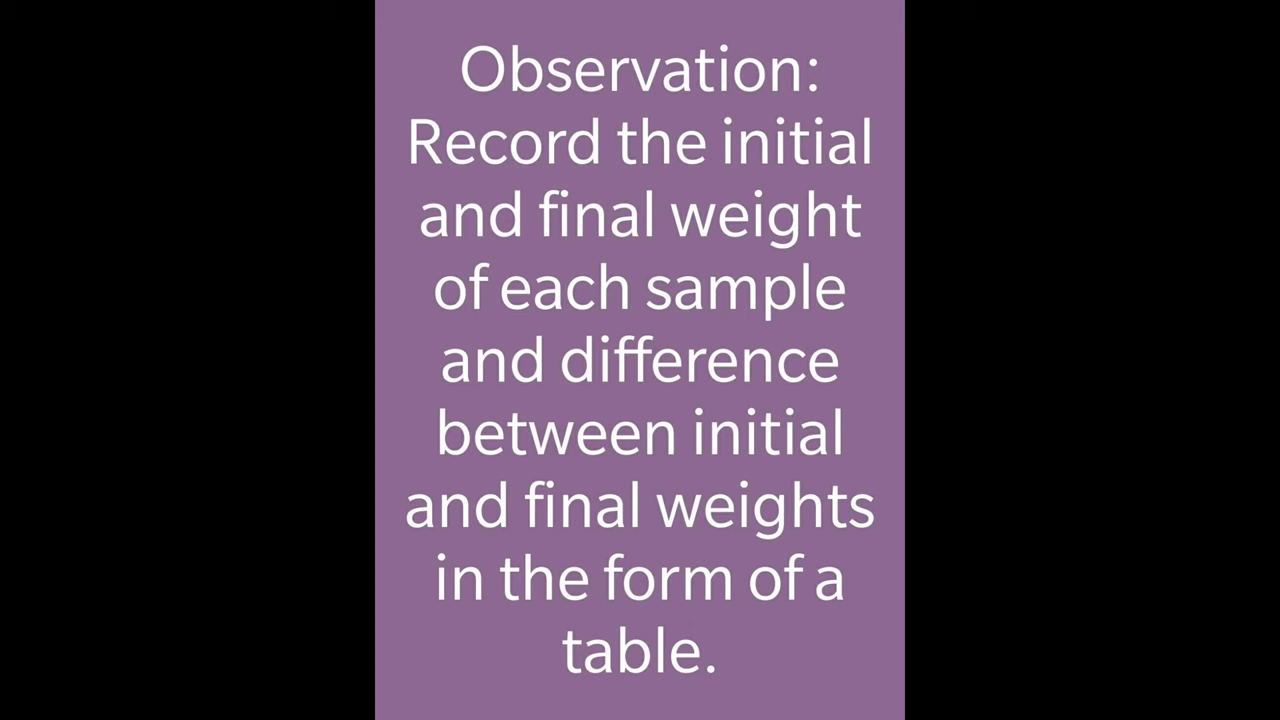 Observation:
Record the initial
and final weight
of each sample
and difference
between initial
and final weights
in the form of a
table.